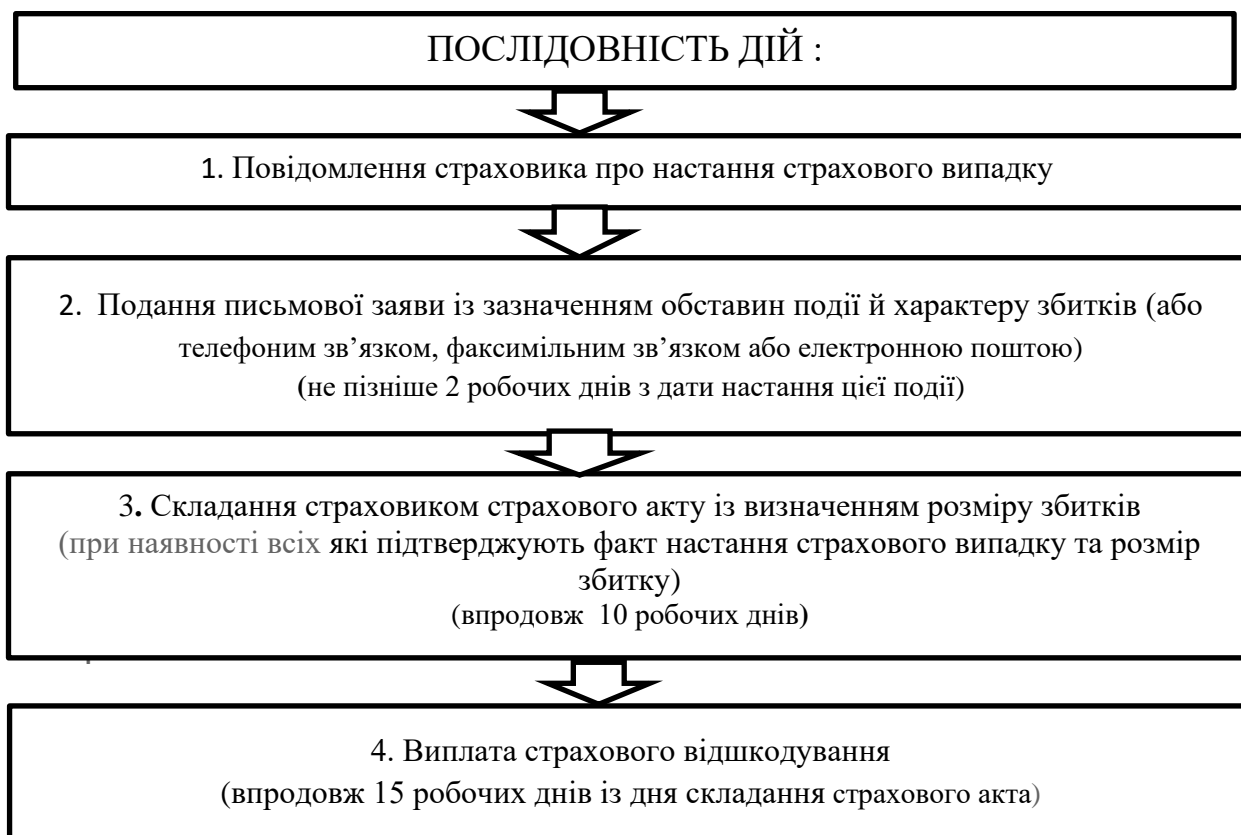 ПОСЛІДОВНІСТЬ ДІЙ :
1. Повідомлення страховика про настання страхового випадку
2. Подання письмової заяви із зазначенням обставин події й характеру збитків (або
телефоним зв’язком, факсимільним зв’язком або електронною поштою)
(не пізніше 2 робочих днів з дати настання цієї події)
3. Складання страховиком страхового акту із визначенням розміру збитків
(при наявності всіх які підтверджують факт настання страхового випадку та розмір
збитку)
(впродовж 10 робочих днів)
4. Виплата страхового відшкодування
(впродовж 15 робочих днів із дня складання страхового акта)